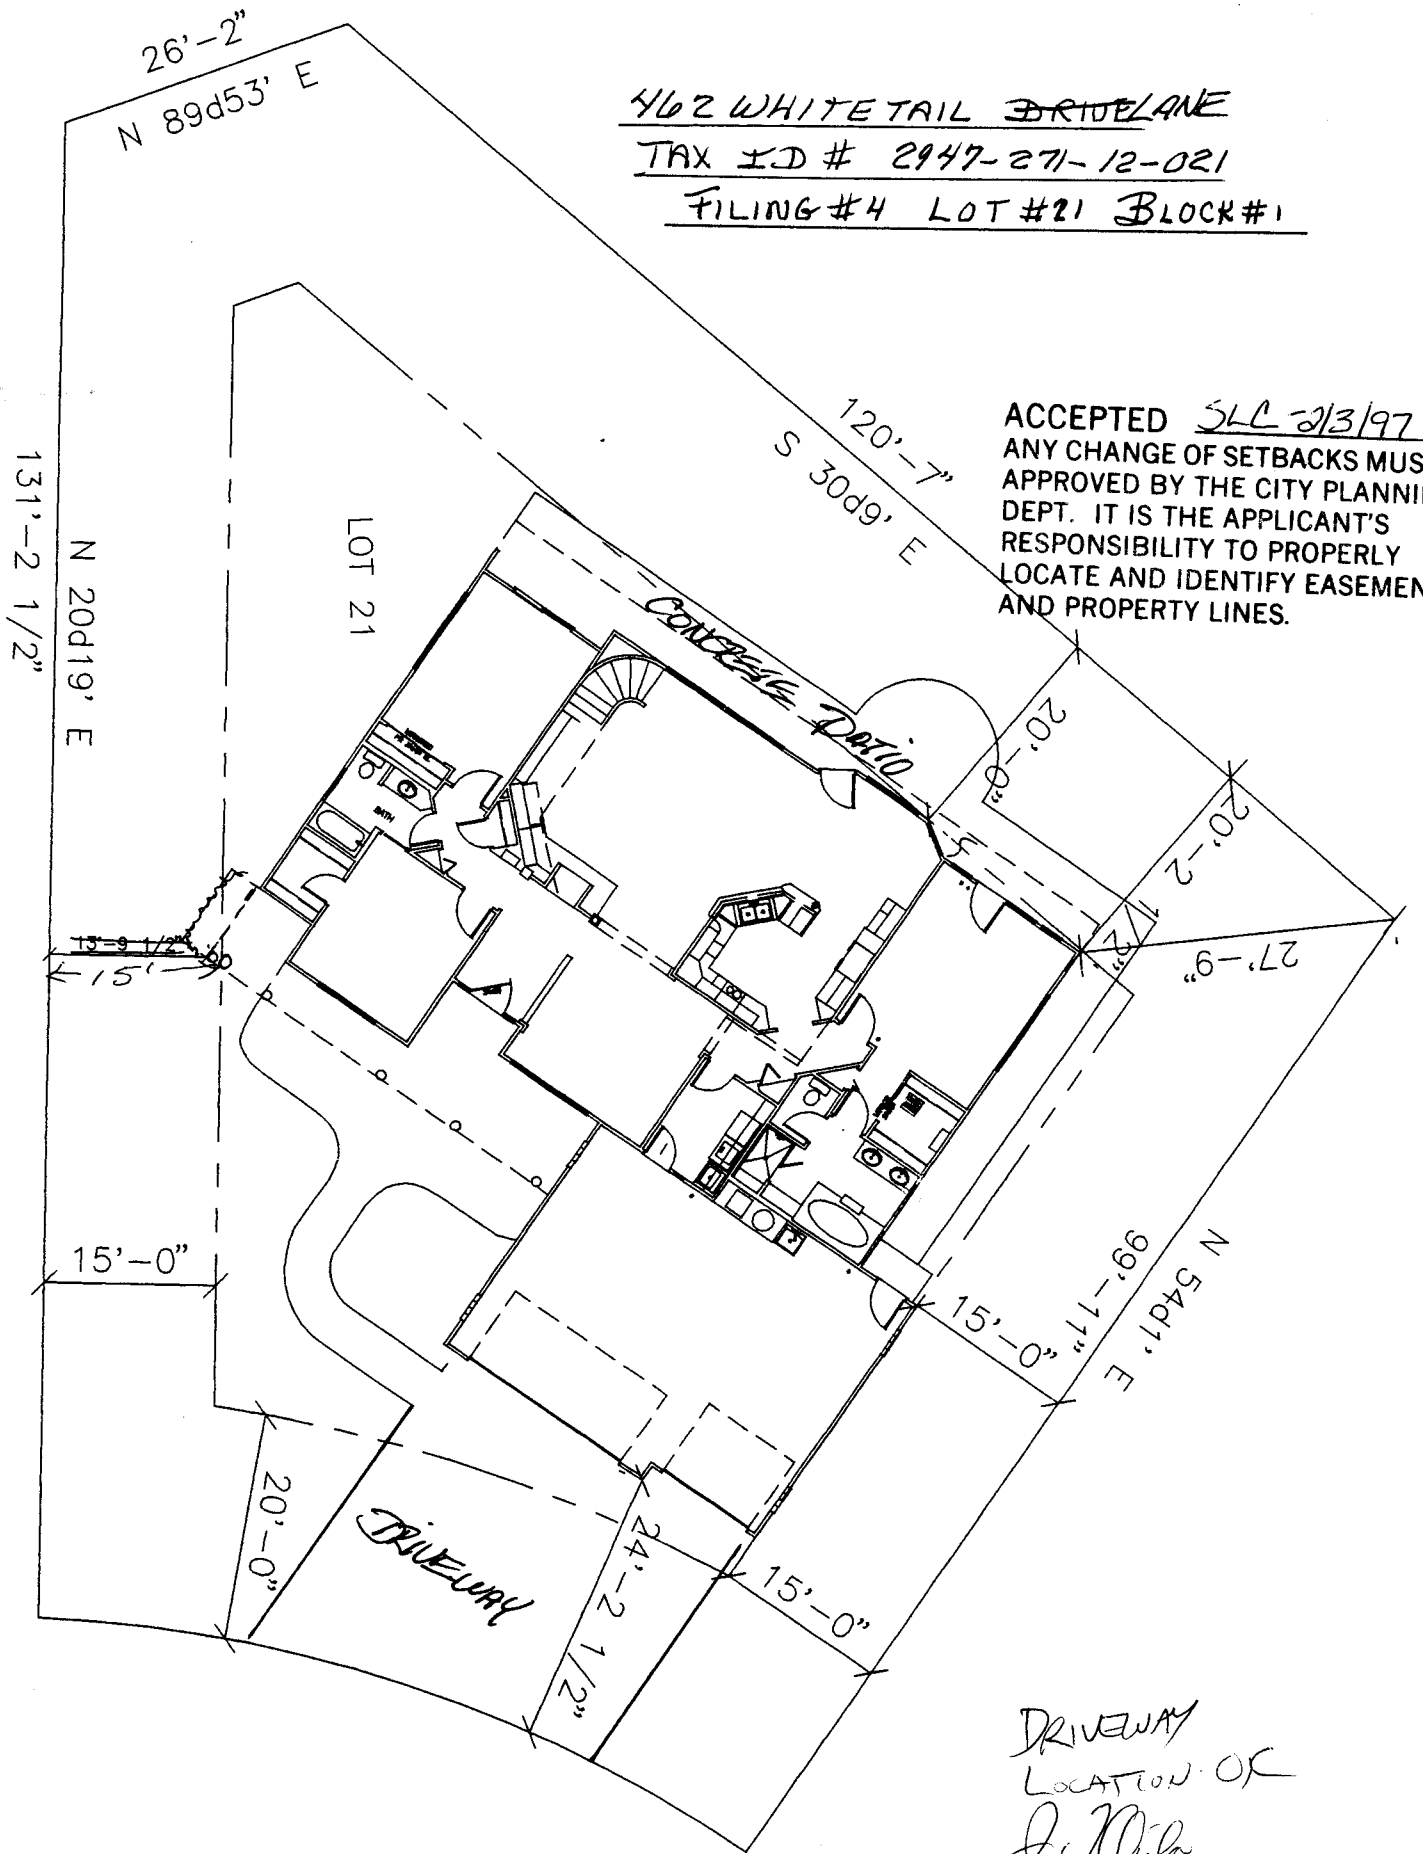 26'-2"
N 89d53' E
462 WHITETAIL DRIVE LANE
TAX ID # 2947-271-12-021
FILING #4 LOT #21 BLOCK #1
120'-7"
S 30d9' E
ACCEPTED SLC -2/3/97
ANY CHANGE OF SETBACKS MUS
APPROVED BY THE CITY PLANNI
DEPT. IT IS THE APPLICANT'S
RESPONSIBILITY TO PROPERLY
LOCATE AND IDENTIFY EASEMEN
AND PROPERTY LINES.
131'-2 1/2"
N 20d19' E
LOT 21
CONCRETE PATIO
20'-0"
20'-2
1/2"
27'-9"
BATH
13'-9 1/2"
15'
N 54d1' E
99'-11"
15'-0"
15'-0"
20'-0"
DRIVEWAY
24'-2 1/2"
15'-0"
DRIVEWAY
LOCATION OK